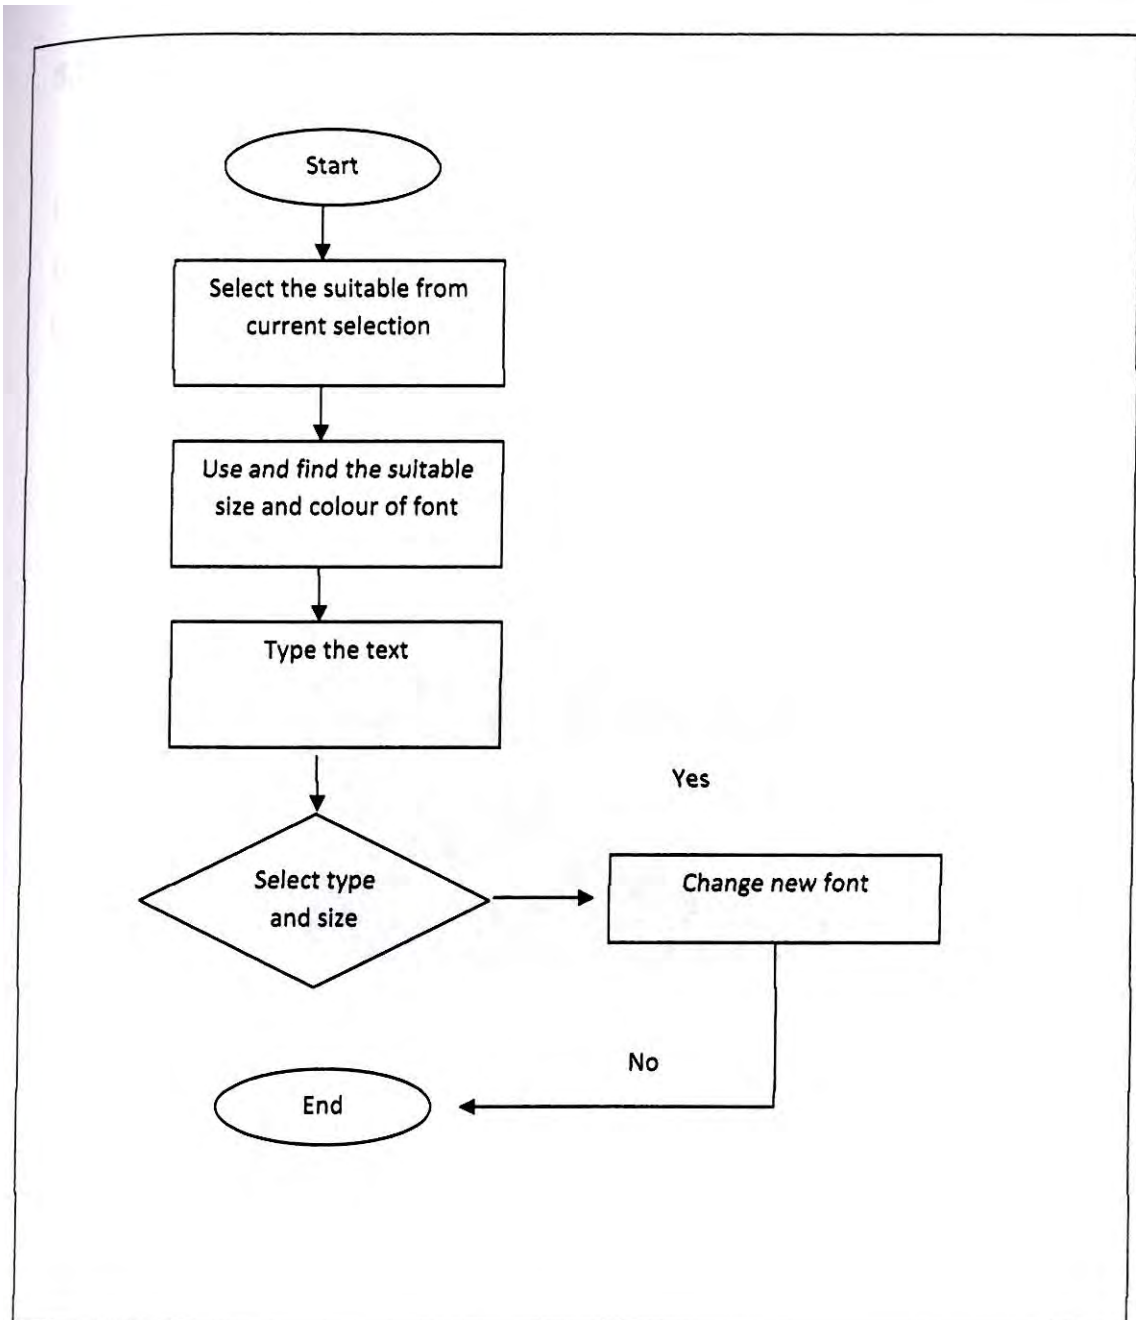 Start
Select the suitable from
current selection
Use and find the suitable
size and colour of font
Type the text
Yes
Select type
and size
Change new font
No
End